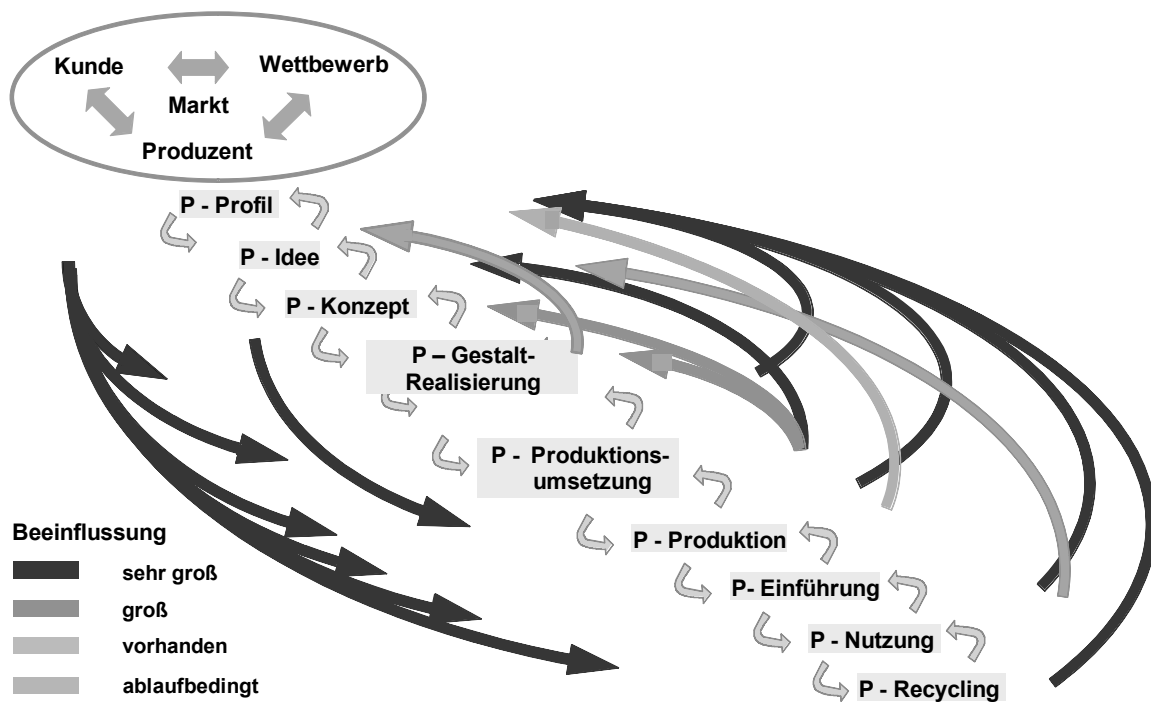 Kunde
Wettbewerb
Markt
Produzent
P - Profil
P - Idee
P - Konzept
P – Gestalt-
Realisierung
P -  Produktions-
umsetzung
P - Produktion
P- Einführung
P - Nutzung
P - Recycling
Beeinflussung
sehr groß
groß
vorhanden
ablaufbedingt